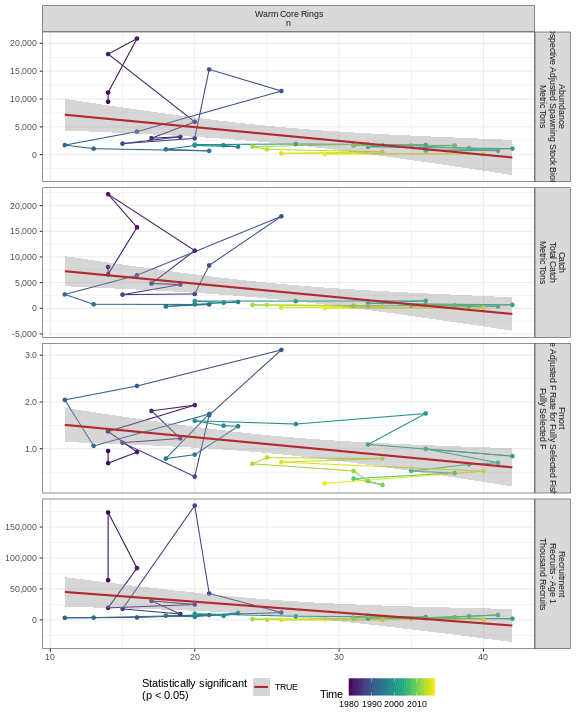 Warm Core Rings
n
20,000
15,000
10,000
5,000
0
Abundance
Adjusted Spawning Stock
Metric Tons
20,000
15,000
10,000
5,000
0
-5,000
Catch
Total Catch
Metric Tons
3.0
2.0
1.0
Fmort
Adjusted F Rate for Fully Selected
Fully Selected F
150,000
100,000
50,000
0
Recruitment
Recruits - Age 1
Thousand Recruits
10
20
30
40
Statistically significant
(p < 0.05)
TRUE
Time
1980 1990 2000 2010